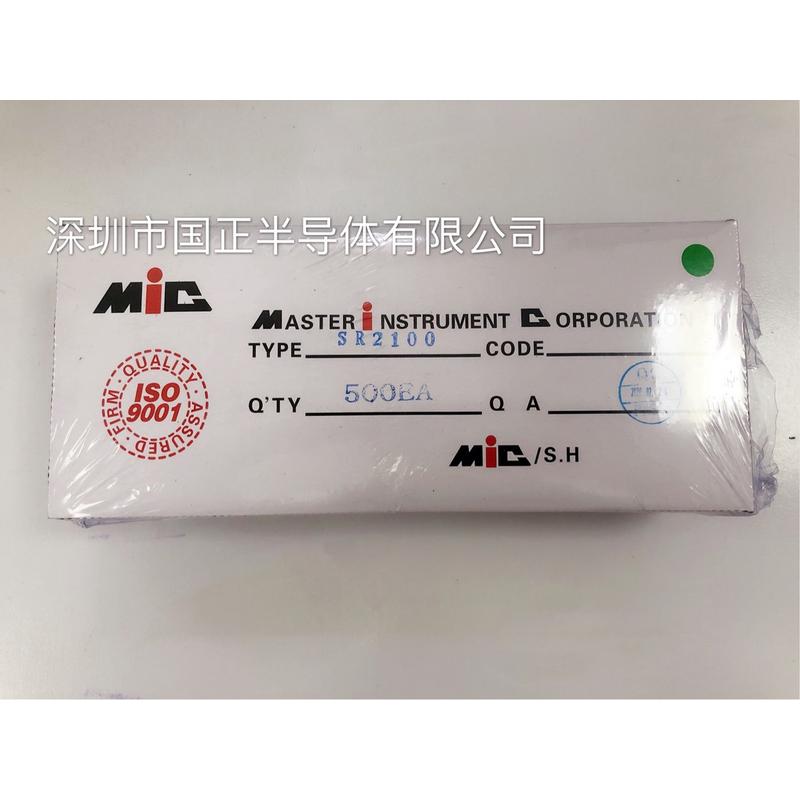 深圳市国正半导体有限公司
MiC
MASTER iNSTRUMENT CORPORATION
TYPE SR2100 CODE
Q'TY 500EA Q A
MiC/S.H
FIRM · QUALITY · ASSURED
ISO
9001